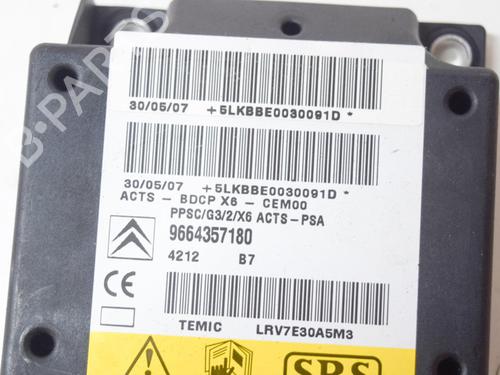 30/05/07 +5LKBBE0030091D *
30/05/07 +5LKBBE0030091D *
ACTS - BDCP X6 - CEM00
PPSC/G3/2/X6 ACTS-PSA
9664357180
4212 B7
CE
TEMIC LRV7E30A5M3
SRS
B-PARTS